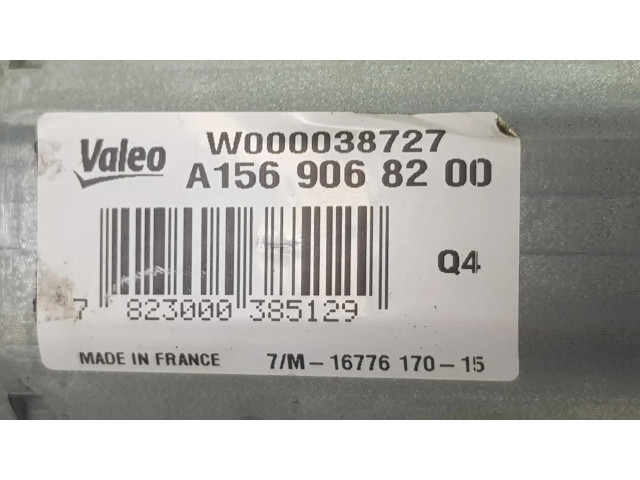 Valeo
W000038727
A156 906 82 00
Q4
7 823000 385129
MADE IN FRANCE 7/M-16776 170-15